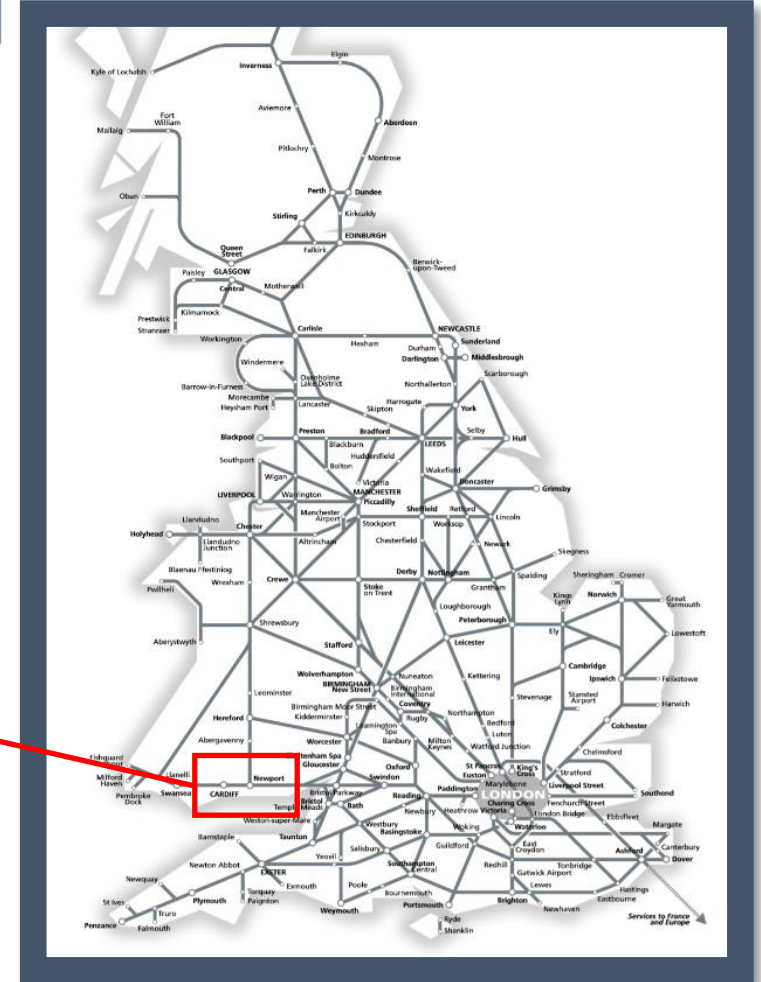 Elgin
Inverness
Kyle of Lochalsh
Aviemore
Fort
William
Mallaig
Aberdeen
Pitlochry
Montrose
Oban
Perth
Dundee
Stirling
Kirkcaldy
Queen
Street
Falkirk
EDINBURGH
Berwick-
upon-Tweed
Paisley
GLASGOW
Central
Motherwell
Prestwick
Kilmarnock
Stranraer
Carlisle
NEWCASTLE
Workington
Hexham
Durham
Sunderland
Darlington
Middlesbrough
Windermere
Oxenholme
Lake District
Scarborough
Barrow-in-Furness
Northallerton
Morecambe
Heysham Port
Lancaster
Skipton
Harrogate
York
Blackpool
Preston
Bradford
Selby
Blackburn
LEEDS
Hull
Southport
Bolton
Huddersfield
Wakefield
Wigan
Victoria
Doncaster
LIVERPOOL
Warrington
MANCHESTER
Piccadilly
Grimsby
Manchester
Airport
Sheffield
Retford
Llandudno
Chester
Stockport
Worksop
Lincoln
Holyhead
Llandudno
Junction
Altrincham
Chesterfield
Newark
Skegness
Blaenau Ffestiniog
Wrexham
Crewe
Stoke
on Trent
Derby
Nottingham
Grantham
Spalding
Sheringham
Cromer
Pwllheli
Loughborough
Kings
Lynn
Norwich
Great
Yarmouth
Shrewsbury
Peterborough
Ely
Lowestoft
Aberystwyth
Stafford
Leicester
Wolverhampton
BIRMINGHAM
New Street
Nuneaton
Birmingham
International
Kettering
Cambridge
Ipswich
Felixstowe
Leominster
Birmingham Moor Street
Coventry
Stevenage
Stansted
Airport
Harwich
Hereford
Kidderminster
Rugby
Northampton
Leamington
Spa
Bedford
Colchester
Abergavenny
Worcester
Banbury
Milton
Keynes
Luton
Watford Junction
Chelmsford
Gloucester
Oxford
St Pancras
Euston
King's
Cross
Stratford
Milford
Haven
Newport
Swindon
Marylebone
Liverpool Street
Pembroke
Dock
Swansea
CARDIFF
Bristol Parkway
Reading
Paddington
LONDON
Southend
Bristol
Temple Meads
Bath
Newbury
Heathrow
Victoria
Charing Cross
Fenchurch Street
London Bridge
Ebbsfleet
Weston-super-Mare
Westbury
Basingstoke
Woking
Waterloo
Margate
Barnstaple
Taunton
Salisbury
Guildford
East
Croydon
Ashford
Canterbury
Dover
Newton Abbot
Yeovil
Southampton
Central
Redhill
Tonbridge
EXETER
Gatwick Airport
Newquay
Torquay
Paignton
Exmouth
Poole
Bournemouth
Lewes
Hastings
St Ives
Plymouth
Weymouth
Portsmouth
Brighton
Eastbourne
Newhaven
Truro
Penzance
Falmouth
Ryde
Shanklin
Services to France
and Europe